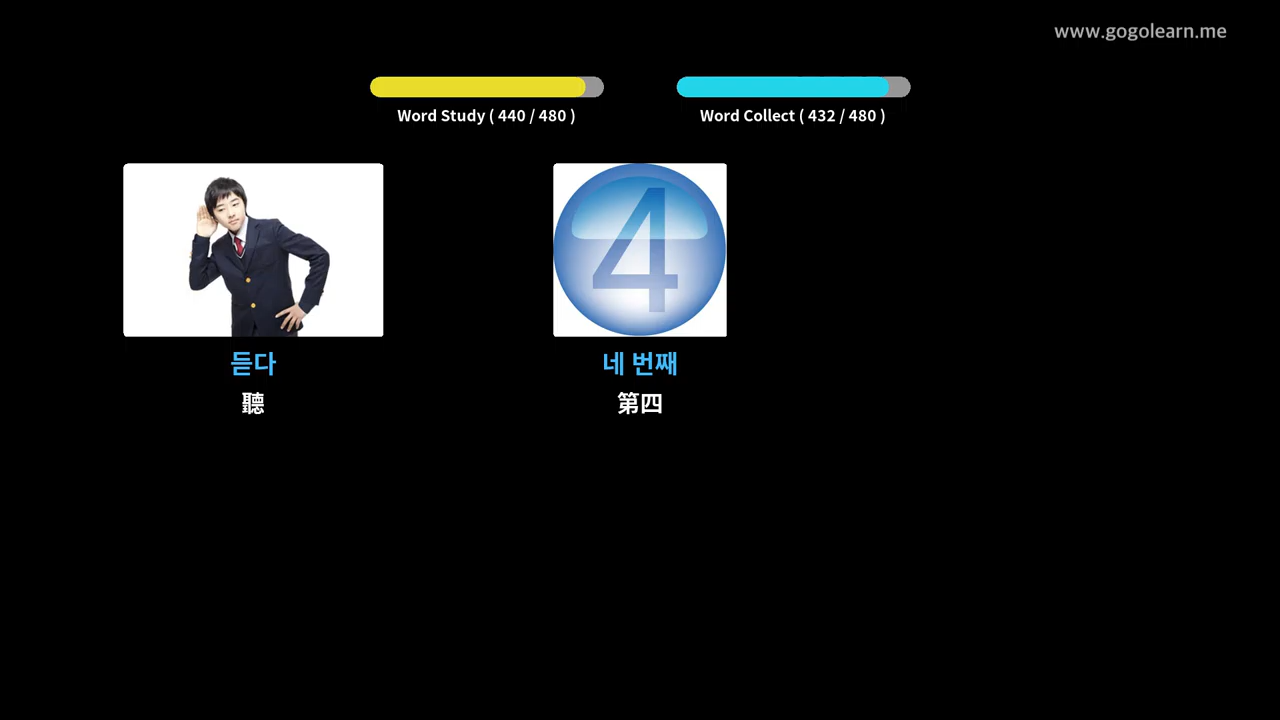 www.gogolearn.me
Word Study ( 440 / 480 )
Word Collect ( 432 / 480 )
4
듣다
聽
네 번째
第四